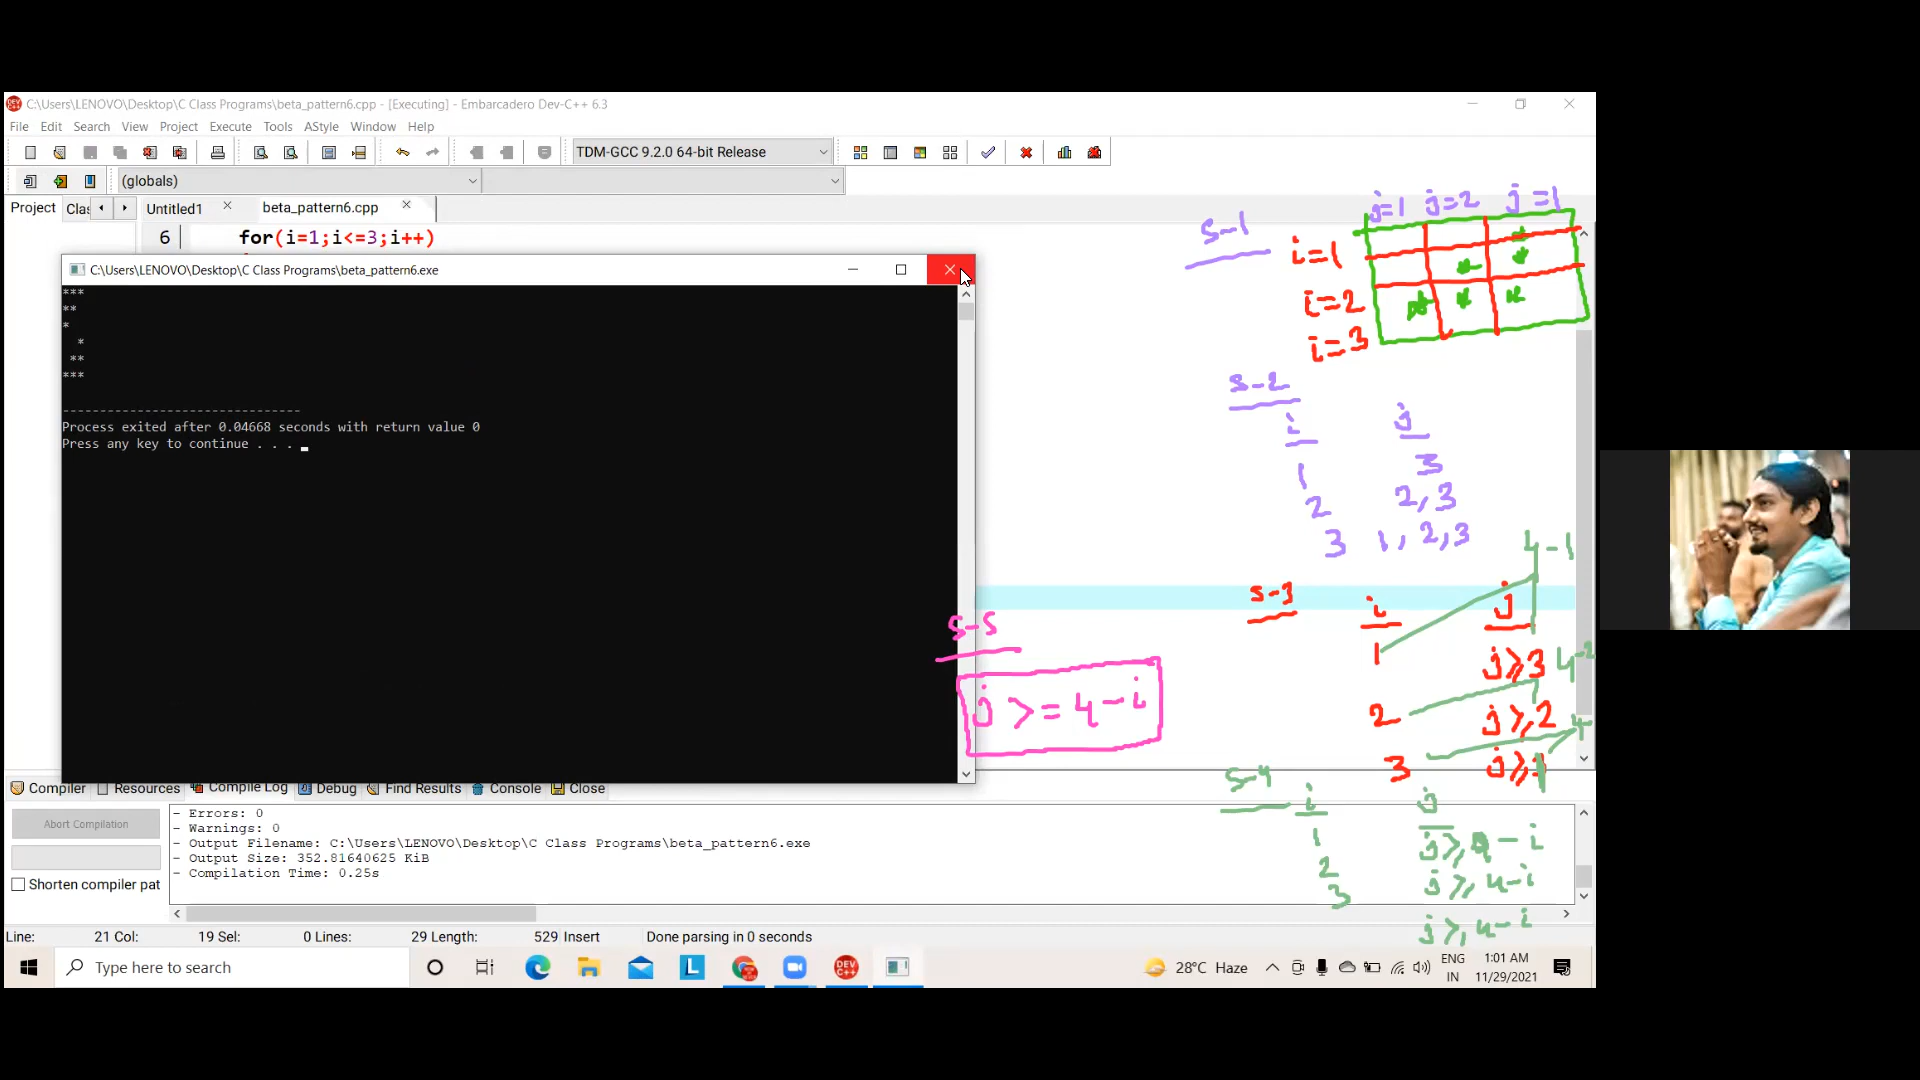 C:\Users\LENOVO\Desktop\C Class Programs\beta_pattern6.cpp - [Executing] - Embarcadero Dev-C++ 6.3
File Edit Search View Project Execute Tools AStyle Window Help
TDM-GCC 9.2.0 64-bit Release
(globals)
Project Clas Untitled1 beta_pattern6.cpp
6 for(i=1;i<=3;i++)
C:\Users\LENOVO\Desktop\C Class Programs\beta_pattern6.exe
***
**
*
*
**
***
--------------------------------
Process exited after 0.04668 seconds with return value 0
Press any key to continue . . .
s-1
j=1 j=2 j=1
i=1
i=2
i=3
s-2
i j
1 3
2 2,3
3 1,2,3
4-1
s-3 i j
1 j≥3 4-2
2 j≥2 4
3
s-5
j >= 4-i
s-4 i j
1 j≥4-i
2 j≥4-i
3 j≥4-i
Compiler Resources Compile Log Debug Find Results Console Close
Abort Compilation
Shorten compiler pat
- Errors: 0
- Warnings: 0
- Output Filename: C:\Users\LENOVO\Desktop\C Class Programs\beta_pattern6.exe
- Output Size: 352.81640625 KiB
- Compilation Time: 0.25s
Line: 21 Col: 19 Sel: 0 Lines: 29 Length: 529 Insert Done parsing in 0 seconds
Type here to search
28°C Haze
ENG
IN
1:01 AM
11/29/2021